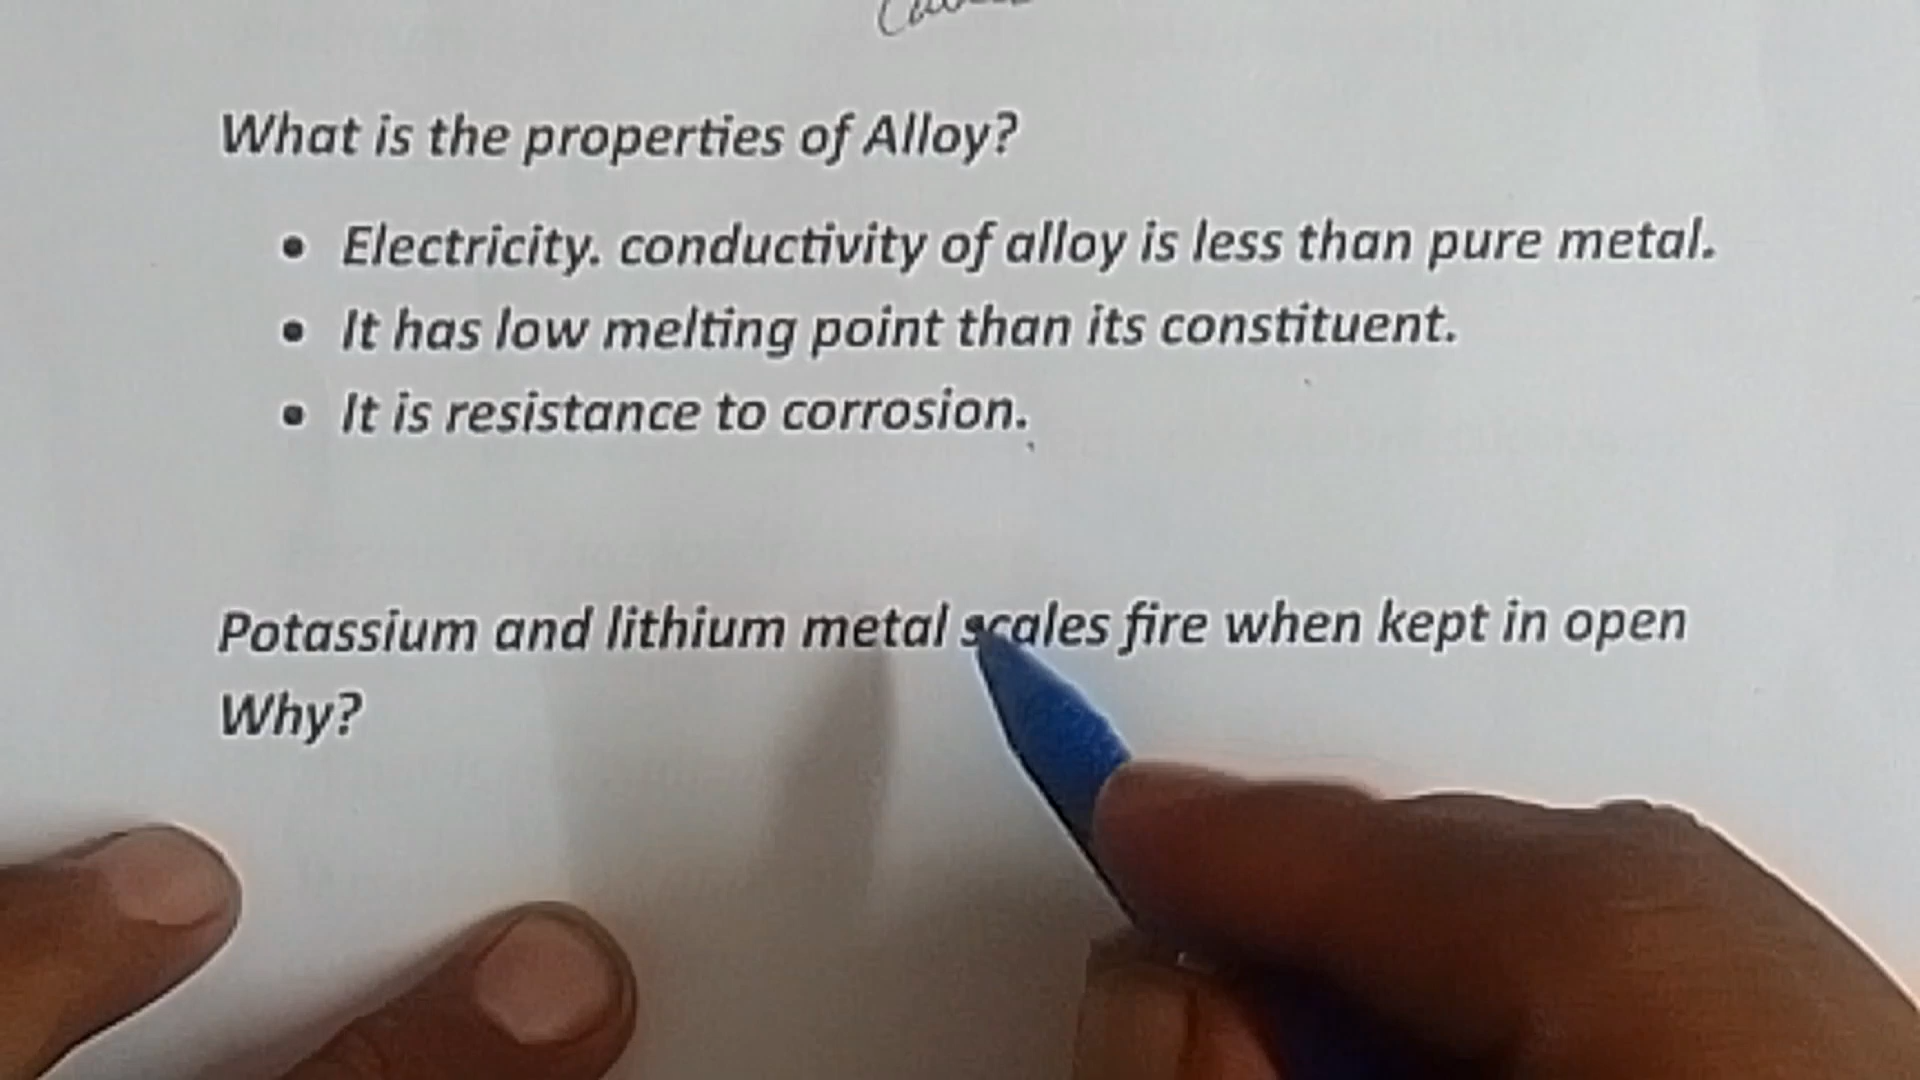 What is the properties of Alloy?
• Electricity. conductivity of alloy is less than pure metal.
• It has low melting point than its constituent.
• It is resistance to corrosion.
Potassium and lithium metal scales fire when kept in open
Why?